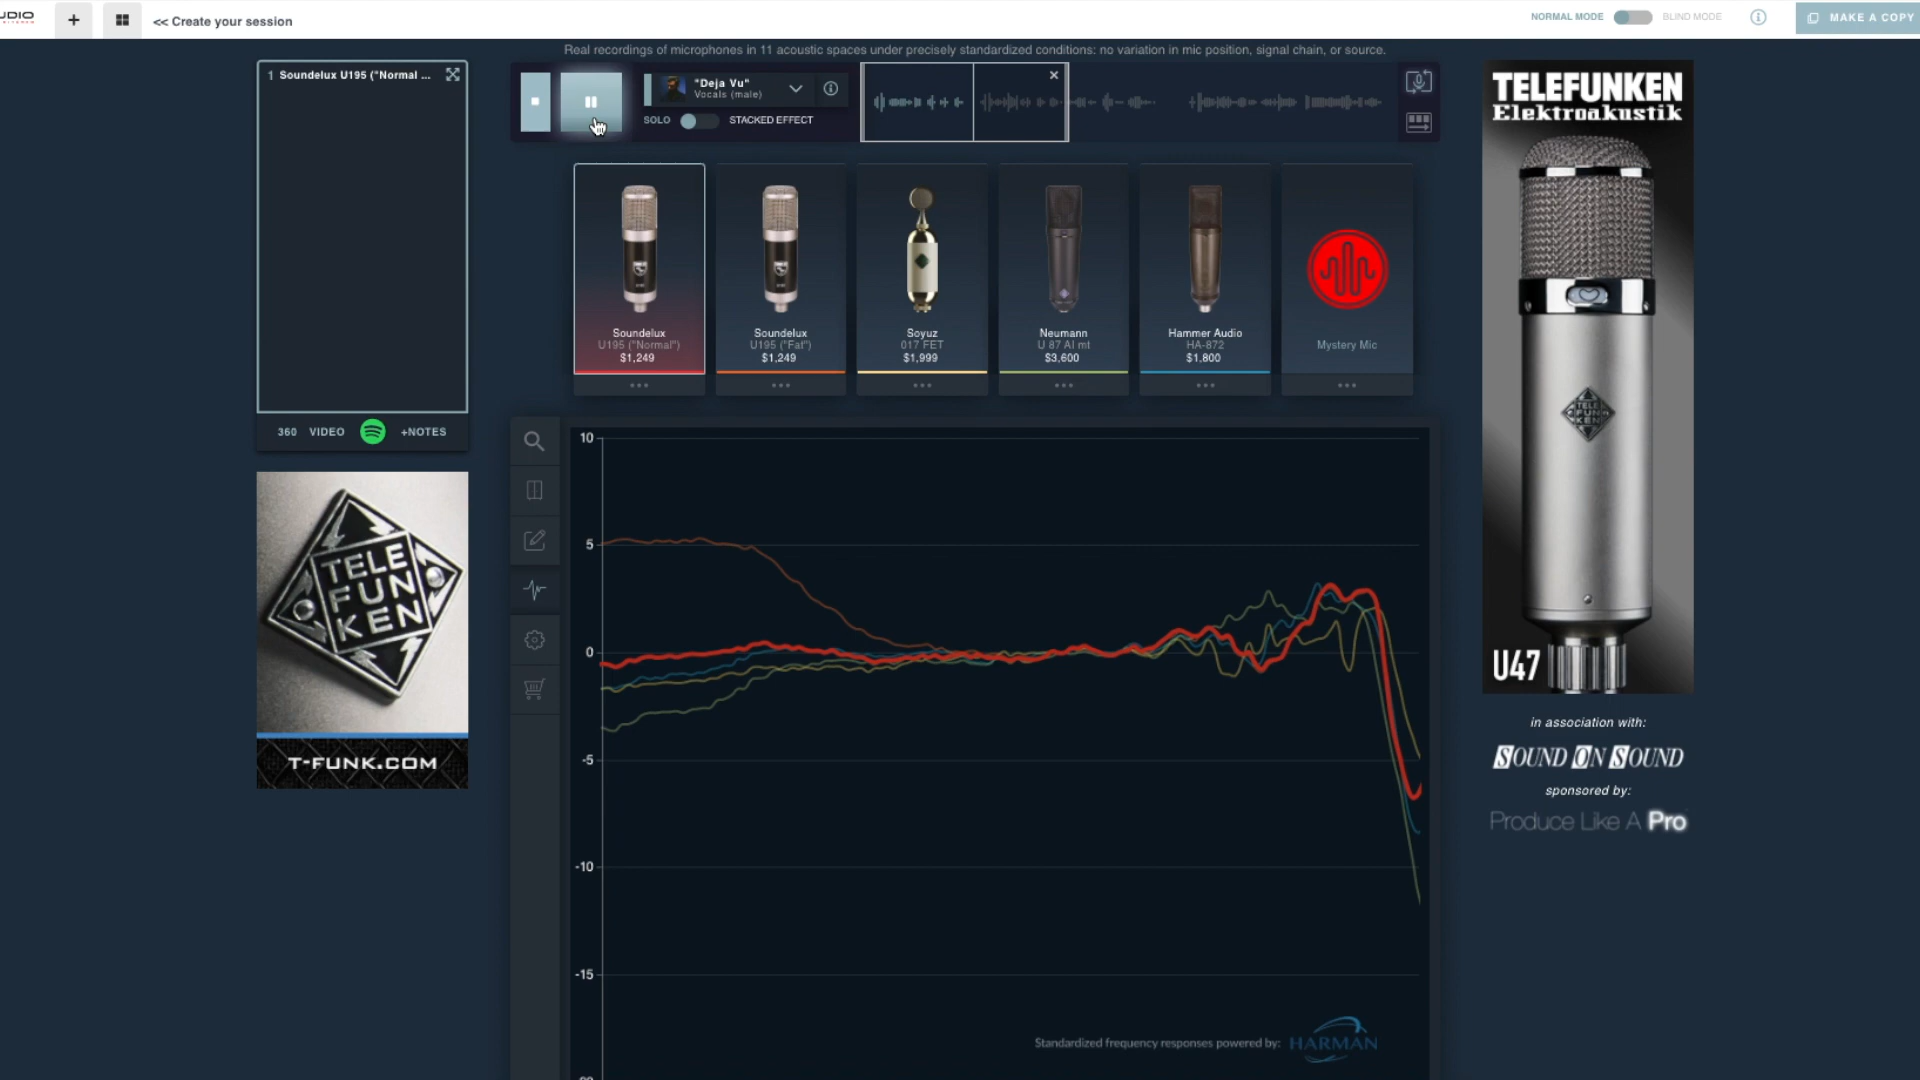 UDIO
<< Create your session
NORMAL MODE
BLIND MODE
MAKE A COPY
Real recordings of microphones in 11 acoustic spaces under precisely standardized conditions: no variation in mic position, signal chain, or source.
1 Soundelux U195 ("Normal ...
"Deja Vu"
Vocals (male)
SOLO
STACKED EFFECT
Soundelux
U195 ("Normal")
$1,249
Soundelux
U195 ("Fat")
$1,249
Soyuz
017 FET
$1,999
Neumann
U 87 AI mt
$3,600
Hammer Audio
HA-872
$1,800
Mystery Mic
360 VIDEO +NOTES
TELE
FUN
KEN
T-FUNK.COM
10
5
0
-5
-10
-15
Standardized frequency responses powered by: HARMAN
TELEFUNKEN
Elektroakustik
TELE
FUN
KEN
U47
in association with:
SOUND ON SOUND
sponsored by:
Produce Like A Pro